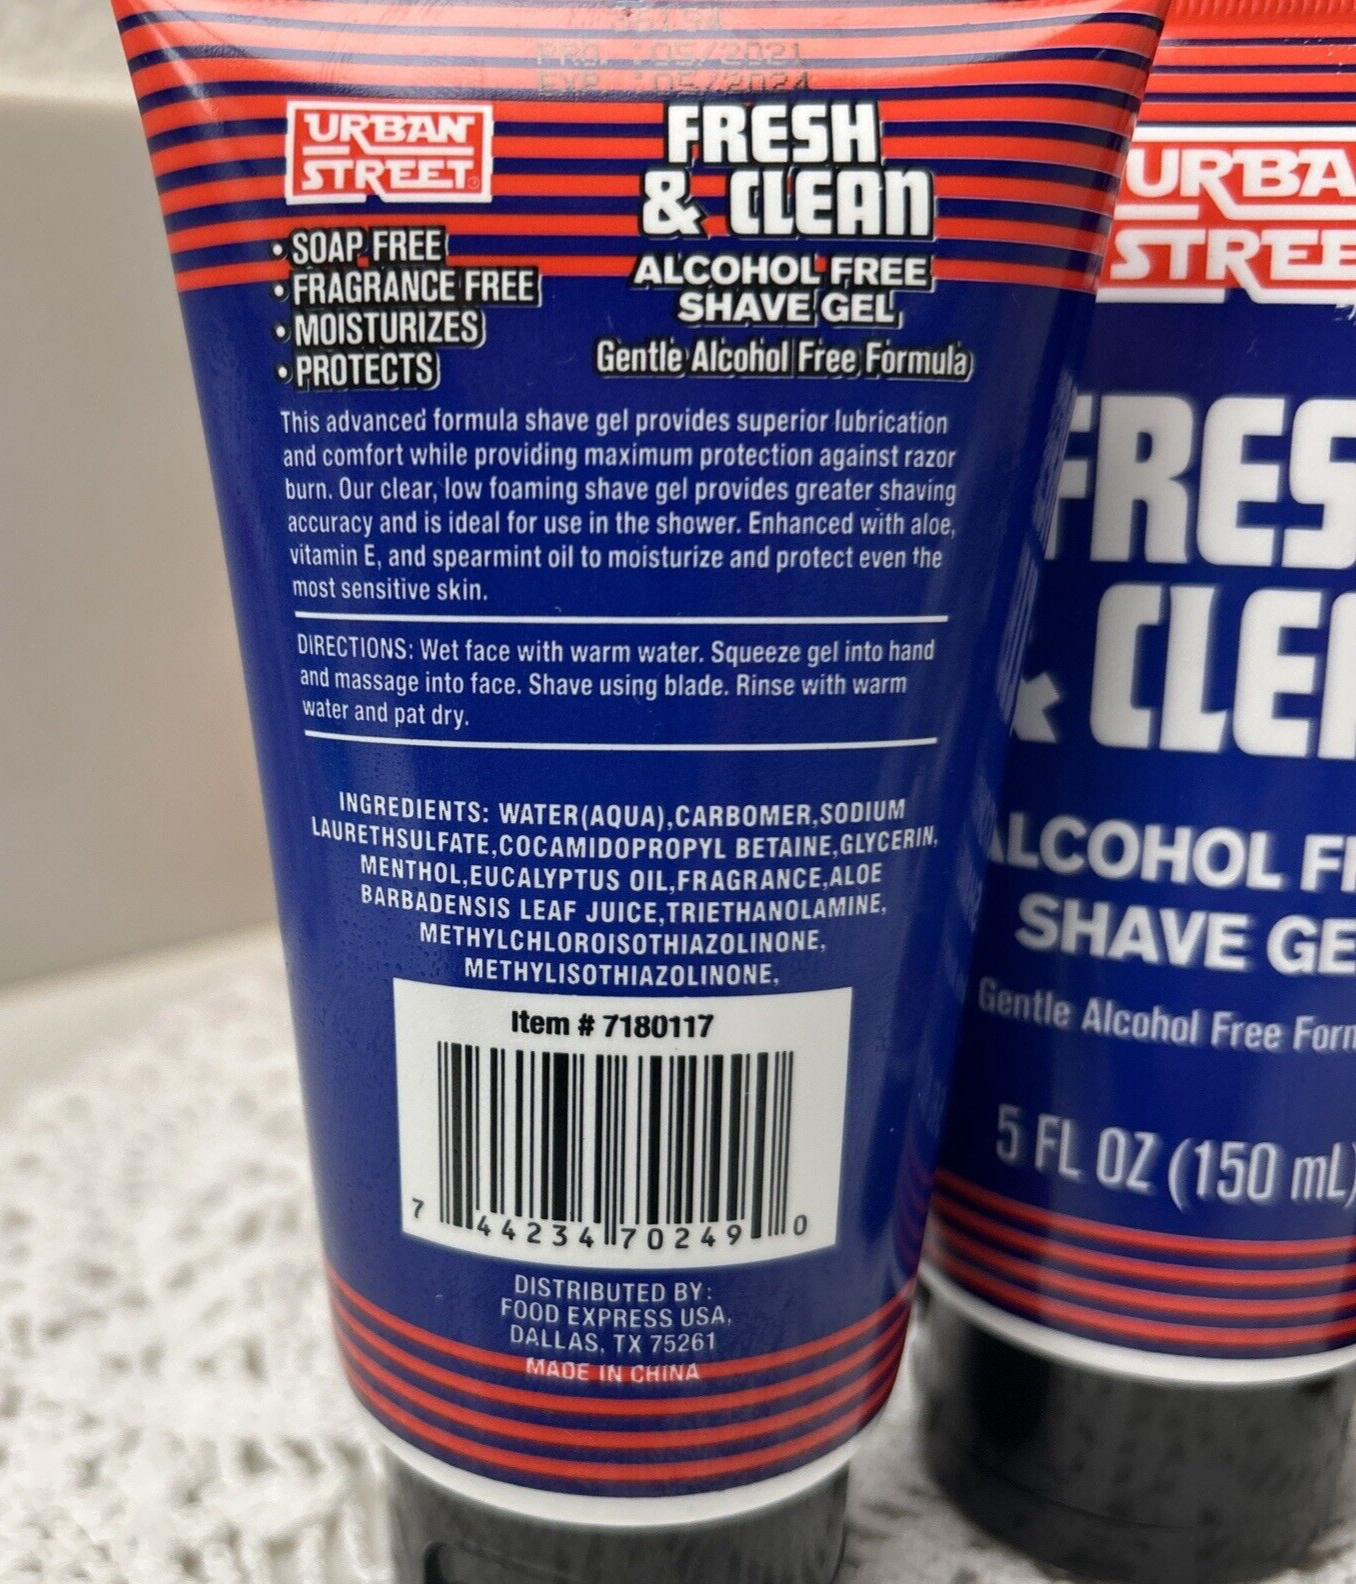 PRO. :05/2021
EXP. :05/2024
URBAN
STREET
FRESH
& CLEAN
ALCOHOL FREE
SHAVE GEL
Gentle Alcohol Free Formula
• SOAP FREE
• FRAGRANCE FREE
• MOISTURIZES
• PROTECTS
This advanced formula shave gel provides superior lubrication
and comfort while providing maximum protection against razor
burn. Our clear, low foaming shave gel provides greater shaving
accuracy and is ideal for use in the shower. Enhanced with aloe,
vitamin E, and spearmint oil to moisturize and protect even the
most sensitive skin.
DIRECTIONS: Wet face with warm water. Squeeze gel into hand
and massage into face. Shave using blade. Rinse with warm
water and pat dry.
INGREDIENTS: WATER(AQUA),CARBOMER,SODIUM
LAURETHSULFATE,COCAMIDOPROPYL BETAINE,GLYCERIN,
MENTHOL,EUCALYPTUS OIL,FRAGRANCE,ALOE
BARBADENSIS LEAF JUICE,TRIETHANOLAMINE,
METHYLCHLOROISOTHIAZOLINONE,
METHYLISOTHIAZOLINONE,
Item # 7180117
7 44234 70249 0
DISTRIBUTED BY:
FOOD EXPRESS USA,
DALLAS, TX 75261
MADE IN CHINA
URBA
STREE
FRES
& CLEA
ALCOHOL FR
SHAVE GE
Gentle Alcohol Free Form
5 FL OZ (150 mL)